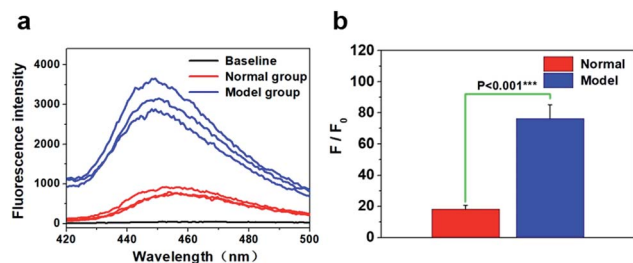 a
Fluorescence intensity
4000
3000
2000
1000
0
420
440
460
480
500
Wavelength（nm）
Baseline
Normal group
Model group
b
F / F0
120
100
80
60
40
20
0
P<0.001***
Normal
Model